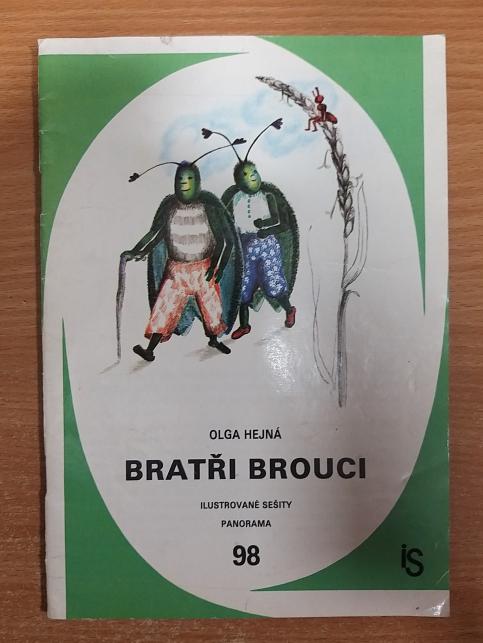 OLGA HEJNÁ
BRATŘI BROUCI
ILUSTROVANÉ SEŠITY
PANORAMA
98
iS